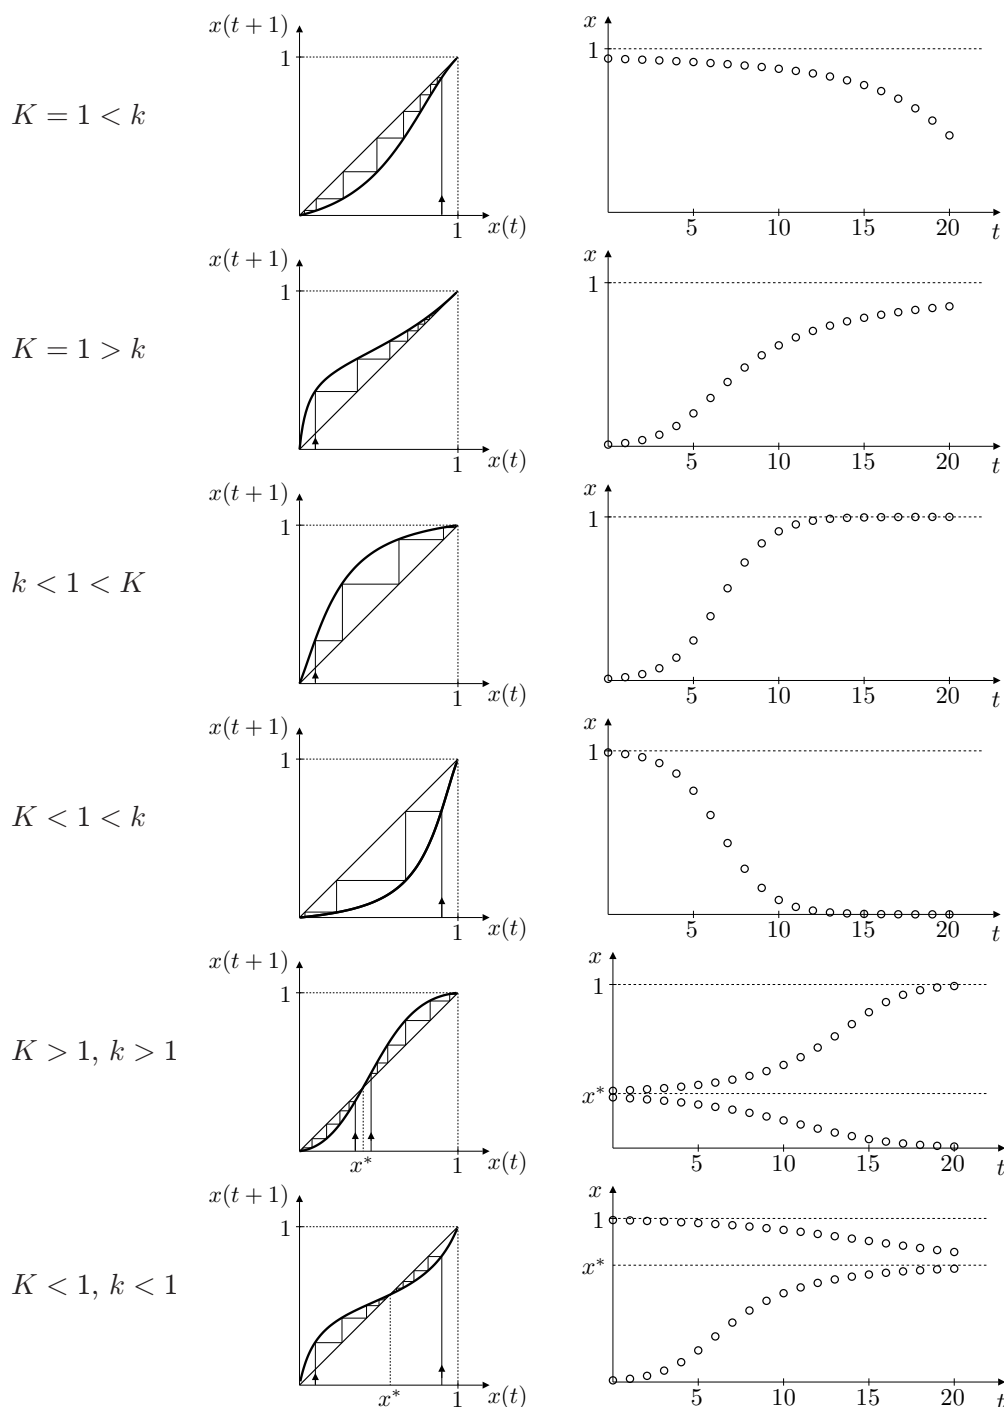 K = 1 < k
x(t + 1)
1
1
x(t)
x
1
5
10
15
20
t
K = 1 > k
x(t + 1)
1
1
x(t)
x
1
5
10
15
20
t
k < 1 < K
x(t + 1)
1
1
x(t)
x
1
5
10
15
20
t
K < 1 < k
x(t + 1)
1
1
x(t)
x
1
5
10
15
20
t
K > 1, k > 1
x(t + 1)
1
x*
1
x(t)
x
1
x*
5
10
15
20
t
K < 1, k < 1
x(t + 1)
1
x*
1
x(t)
x
1
x*
5
10
15
20
t